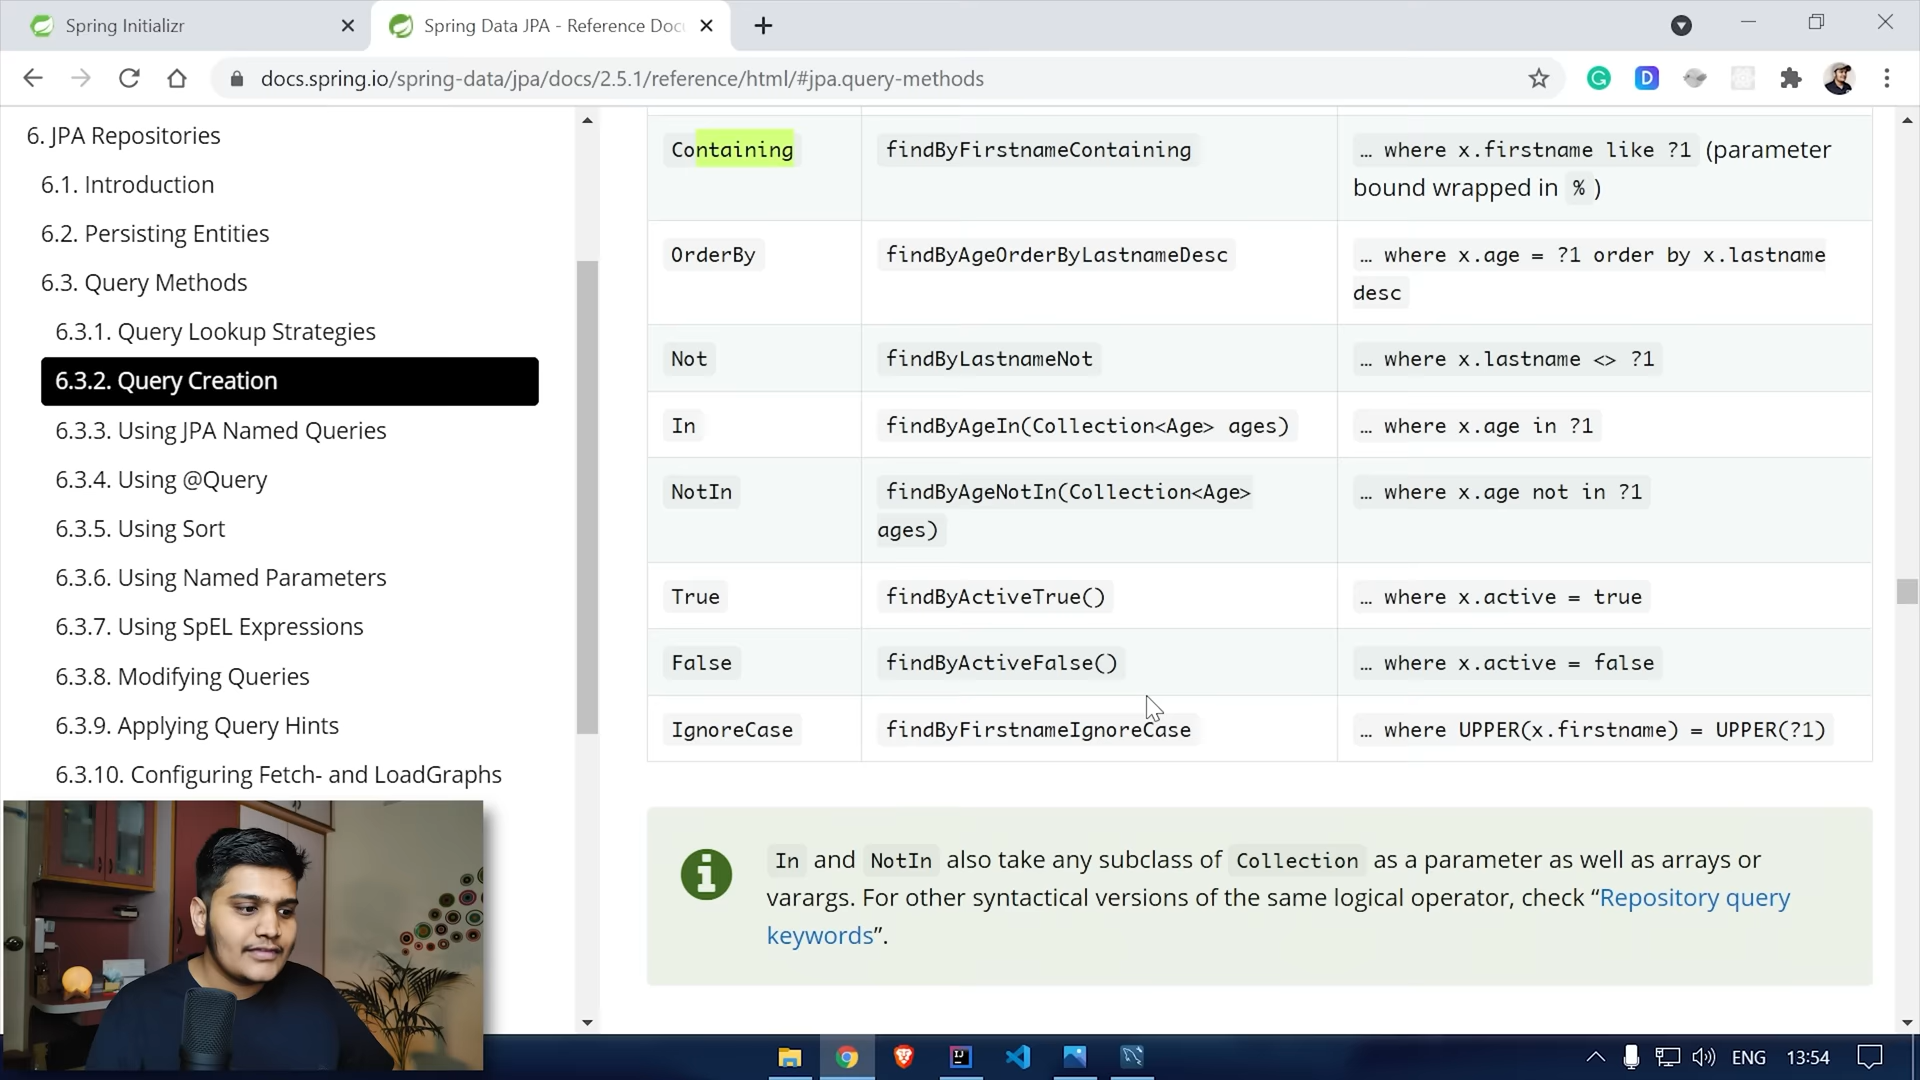 Spring Initializr
Spring Data JPA - Reference Doc
docs.spring.io/spring-data/jpa/docs/2.5.1/reference/html/#jpa.query-methods
6. JPA Repositories
6.1. Introduction
6.2. Persisting Entities
6.3. Query Methods
6.3.1. Query Lookup Strategies
6.3.2. Query Creation
6.3.3. Using JPA Named Queries
6.3.4. Using @Query
6.3.5. Using Sort
6.3.6. Using Named Parameters
6.3.7. Using SpEL Expressions
6.3.8. Modifying Queries
6.3.9. Applying Query Hints
6.3.10. Configuring Fetch- and LoadGraphs
Containing findByFirstnameContaining … where x.firstname like ?1 (parameter
bound wrapped in %)
OrderBy findByAgeOrderByLastnameDesc … where x.age = ?1 order by x.lastname
desc
Not findByLastnameNot … where x.lastname <> ?1
In findByAgeIn(Collection<Age> ages) … where x.age in ?1
NotIn findByAgeNotIn(Collection<Age> … where x.age not in ?1
ages)
True findByActiveTrue() … where x.active = true
False findByActiveFalse() … where x.active = false
IgnoreCase findByFirstnameIgnoreCase … where UPPER(x.firstname) = UPPER(?1)
In and NotIn also take any subclass of Collection as a parameter as well as arrays or
varargs. For other syntactical versions of the same logical operator, check “Repository query
keywords”.
ENG 13:54